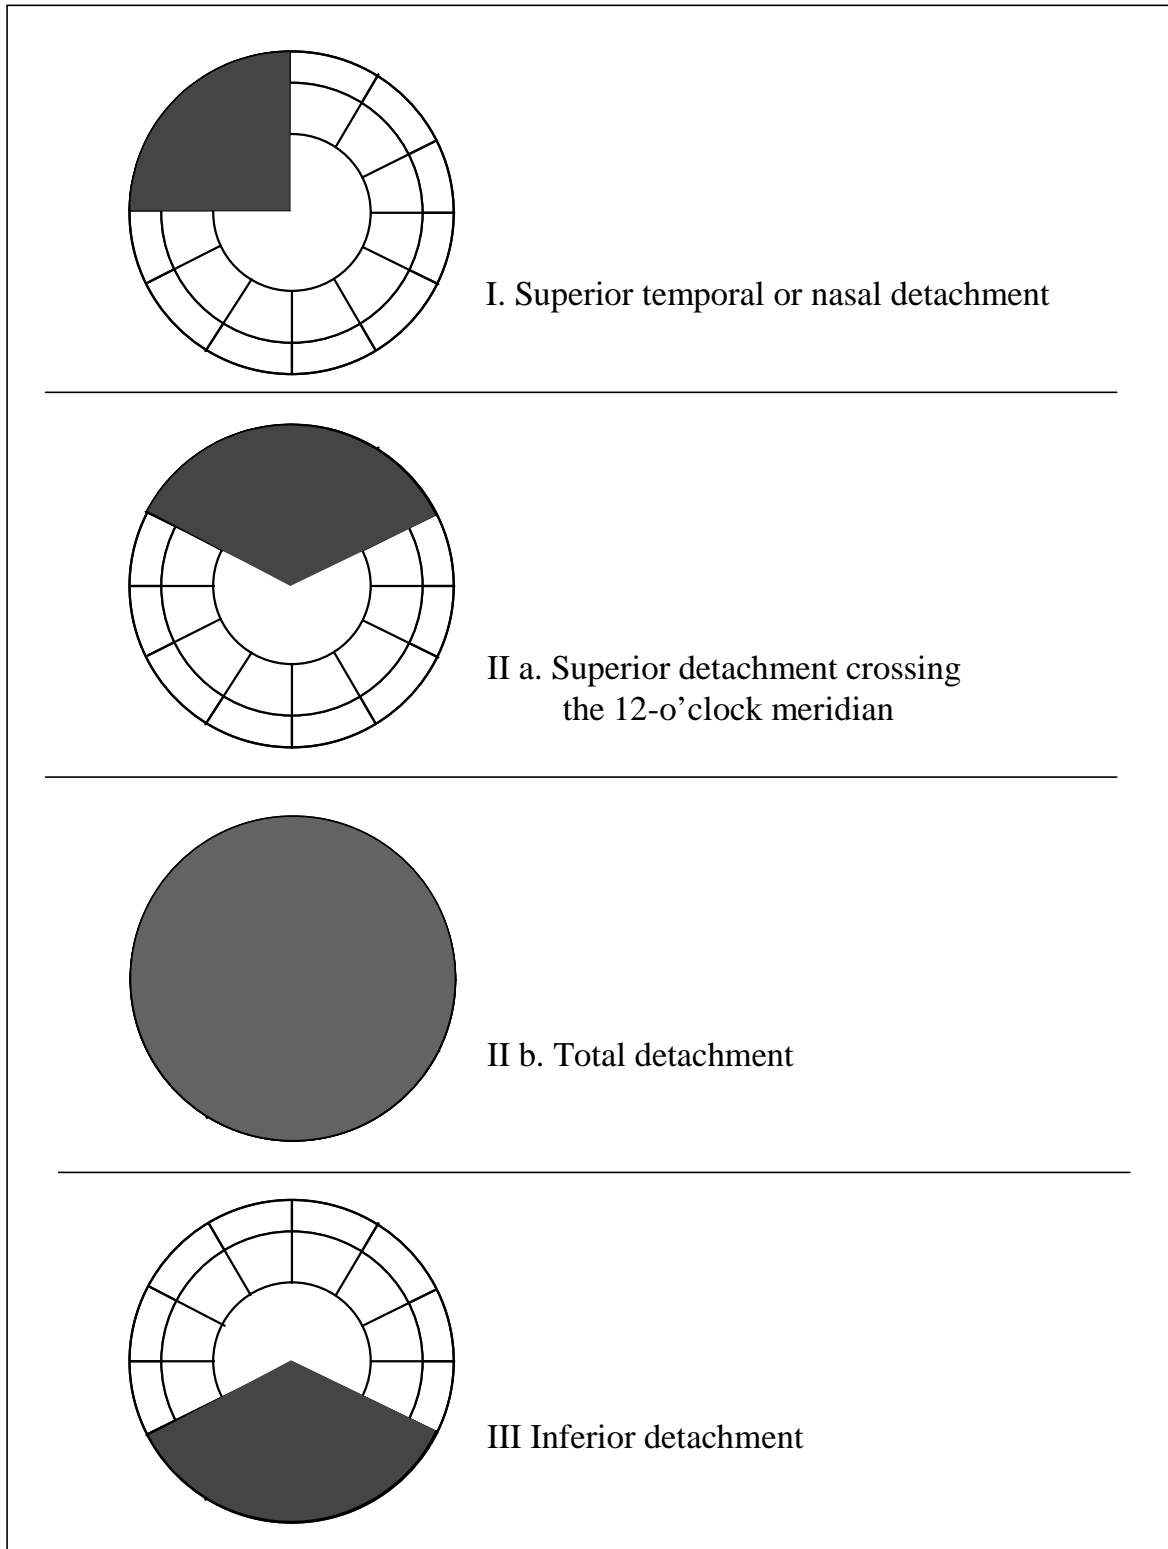 I. Superior temporal or nasal detachment
II a. Superior detachment crossing
the 12-o’clock meridian
II b. Total detachment
III Inferior detachment